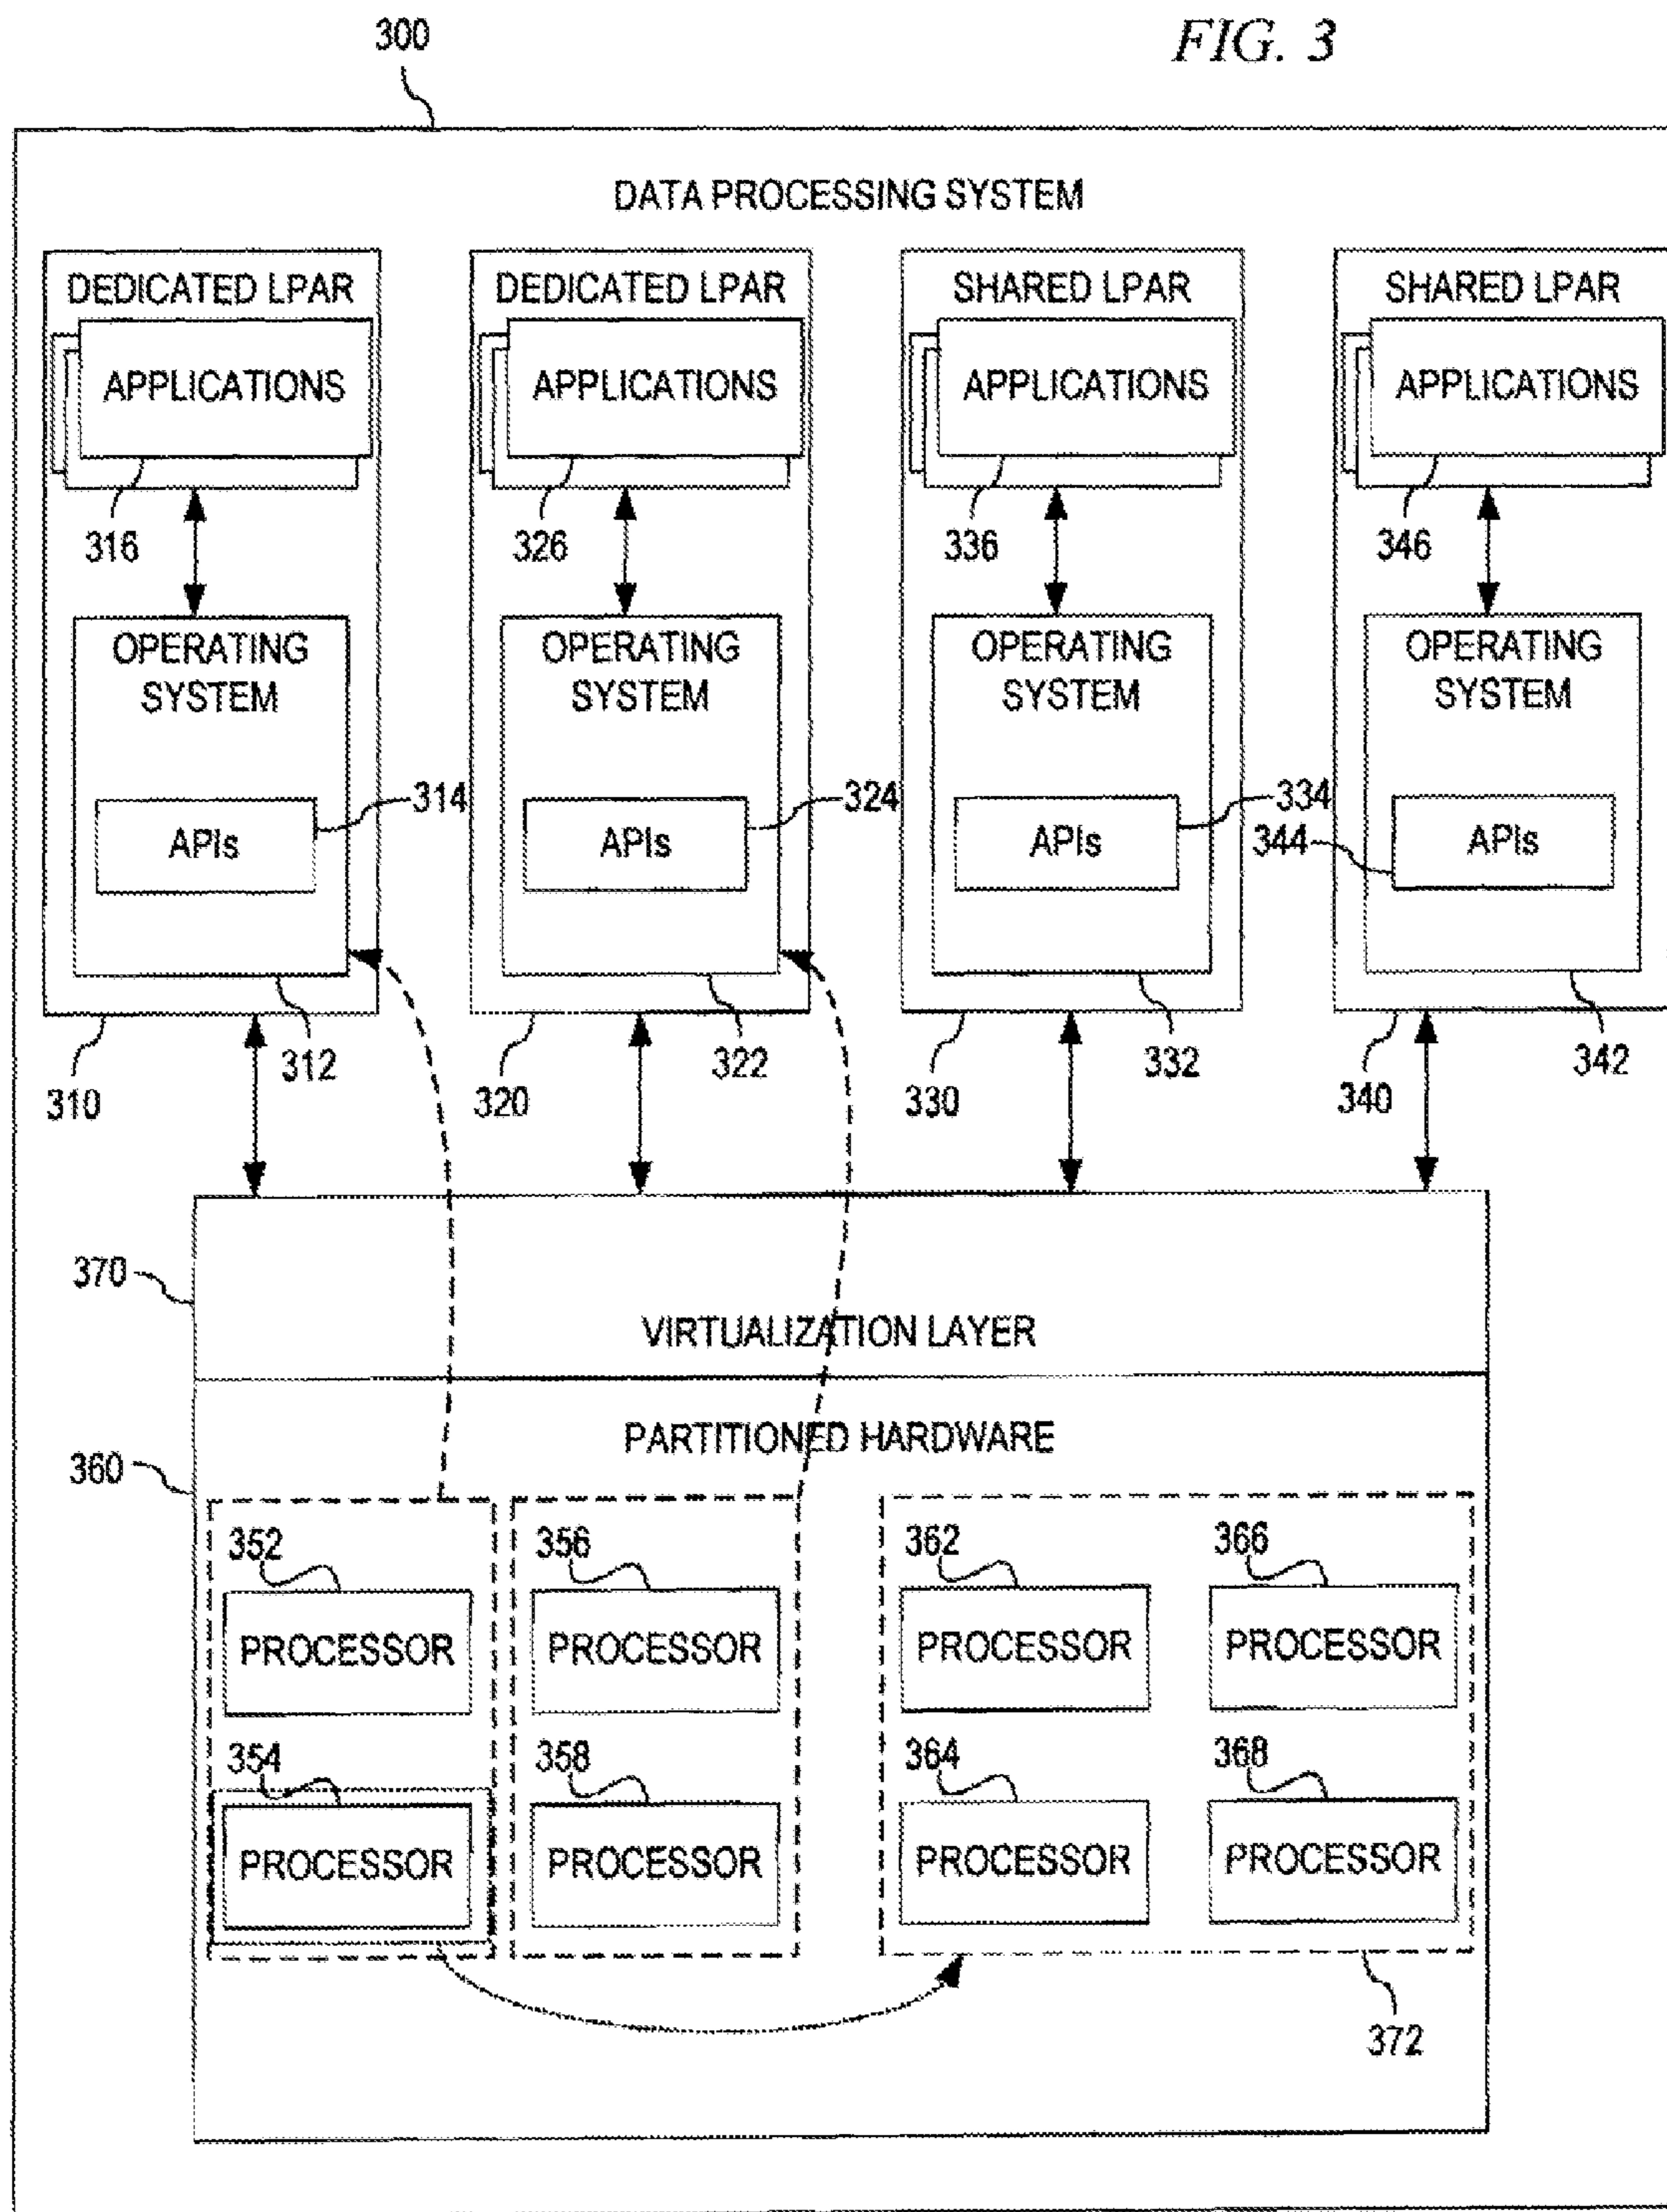 300
FIG. 3
DATA PROCESSING SYSTEM
DEDICATED LPAR
DEDICATED LPAR
SHARED LPAR
SHARED LPAR
APPLICATIONS
APPLICATIONS
APPLICATIONS
APPLICATIONS
316
326
336
346
OPERATING
SYSTEM
OPERATING
SYSTEM
OPERATING
SYSTEM
OPERATING
SYSTEM
314
324
334
344
APIs
APIs
APIs
APIs
310
312
320
322
330
332
340
342
370
VIRTUALIZATION LAYER
PARTITIONED HARDWARE
360
352
356
362
366
PROCESSOR
PROCESSOR
PROCESSOR
PROCESSOR
354
358
364
368
PROCESSOR
PROCESSOR
PROCESSOR
PROCESSOR
372